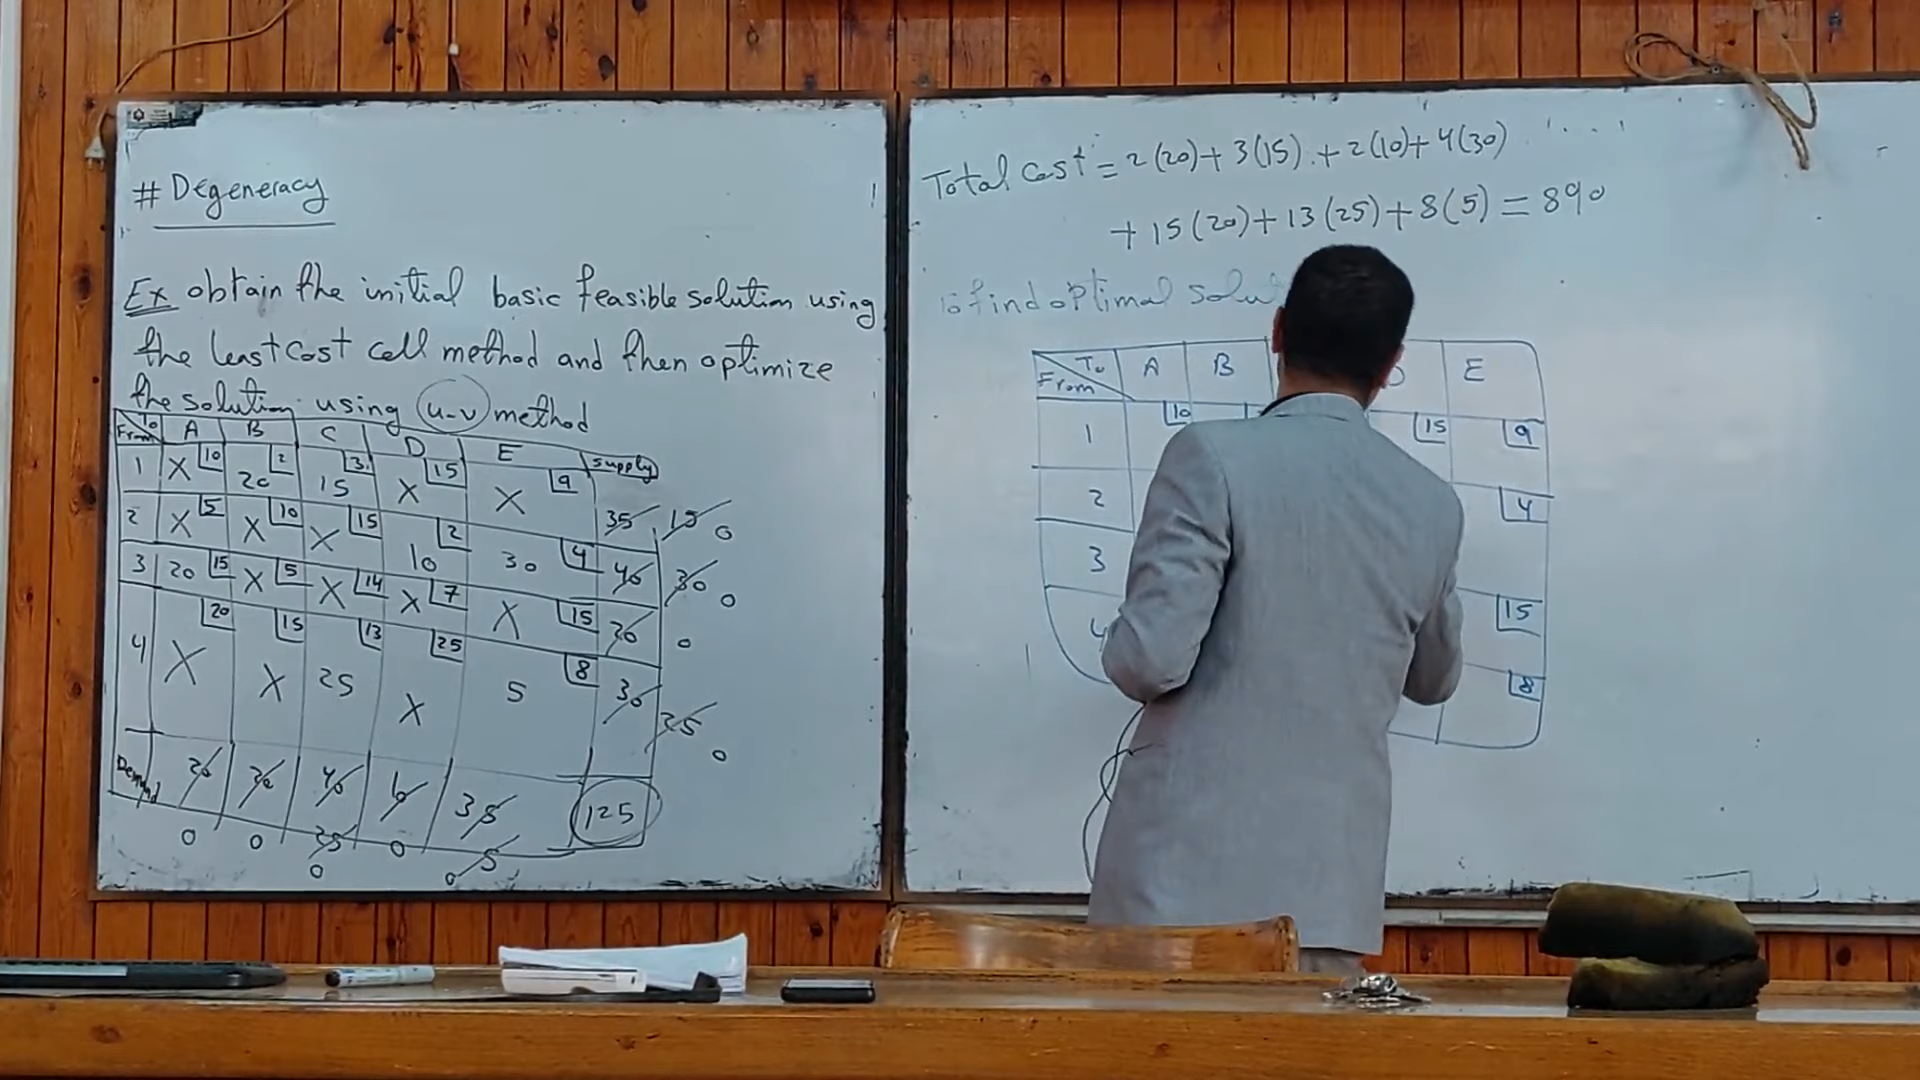 # Degeneracy
Ex obtain the initial basic feasible solution using
the least cost cell method and then optimize
the solution using u-v method
To A B C D E supply
From
1 X 10 20 2 15 3 X 15 X 9 35 15 0
2 X 5 X 10 X 15 10 2 30 4 40 30 0
3 20 15 X 5 X 14 X 7 X 15 20 0
4 X 20 X 15 25 13 X 25 5 8 30 25 0
Demand 20 20 40 10 35 125
0 0 25 0 5
0 0
Total cost = 2(20)+ 3(15) + 2(10)+ 4(30)
+ 15(20)+ 13(25)+ 8(5) = 890
to find optimal solut
To A B D E
From
1 10 15 9
2 4
3 15
4 8